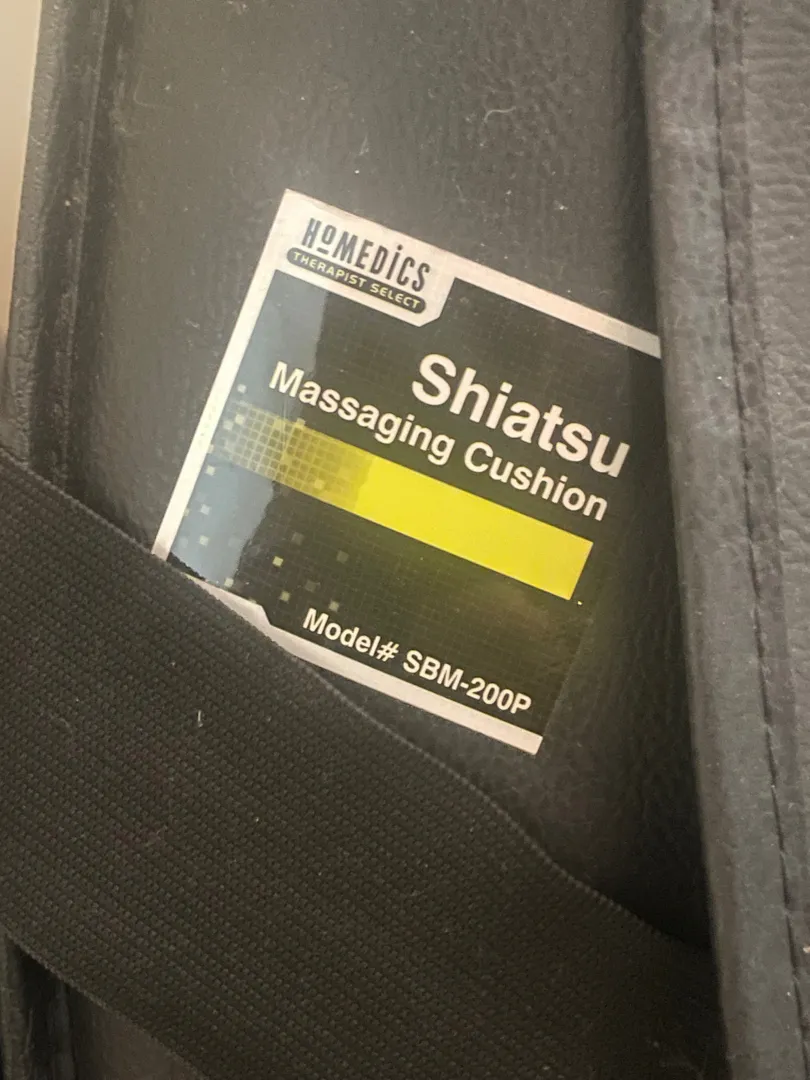 HoMEDiCS
THERAPIST SELECT
Shiatsu
Massaging Cushion
Model# SBM-200P